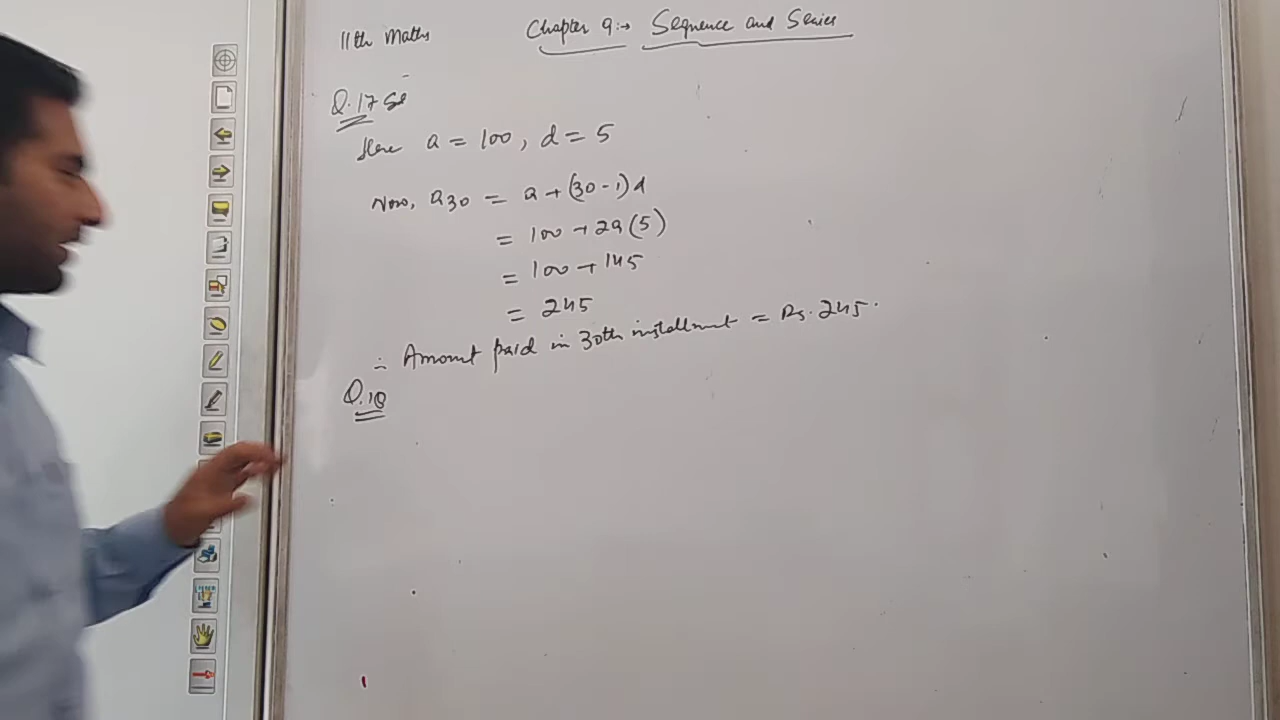 11th Maths
Chapter 9:→ Sequence and Series
Q.17 Sol
Here a = 100, d = 5
Now, a30 = a + (30-1)d
= 100 + 29(5)
= 100 + 145
= 245
∴ Amount paid in 30th installment = Rs. 245.
Q.18